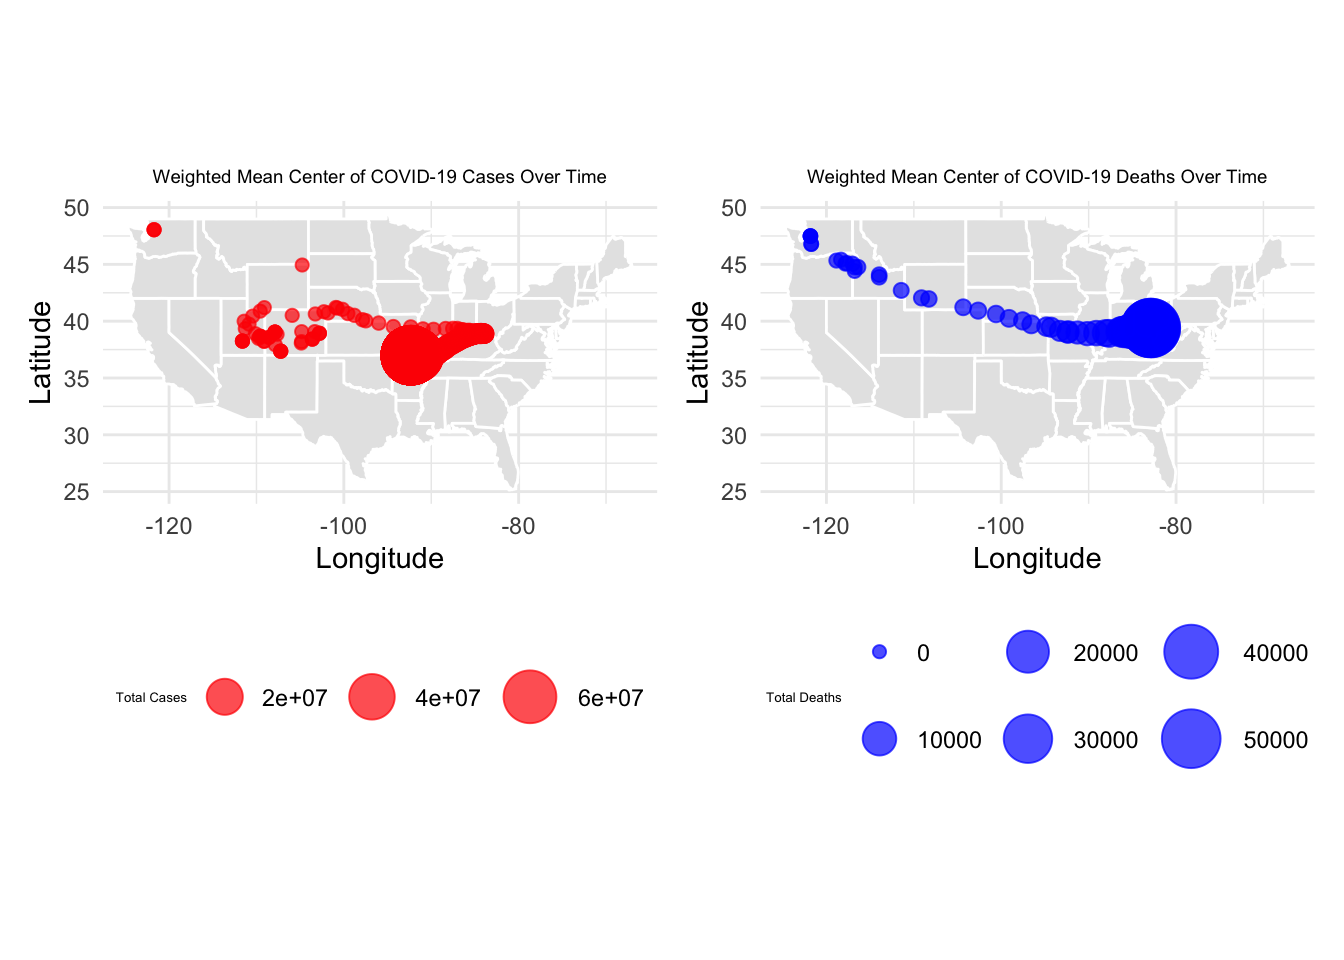 Weighted Mean Center of COVID-19 Cases Over Time
50
45
40
35
30
25
Latitude
-120 -100 -80
Longitude
Total Cases 2e+07 4e+07 6e+07
Weighted Mean Center of COVID-19 Deaths Over Time
50
45
40
35
30
25
Latitude
-120 -100 -80
Longitude
0 20000 40000
Total Deaths
10000 30000 50000